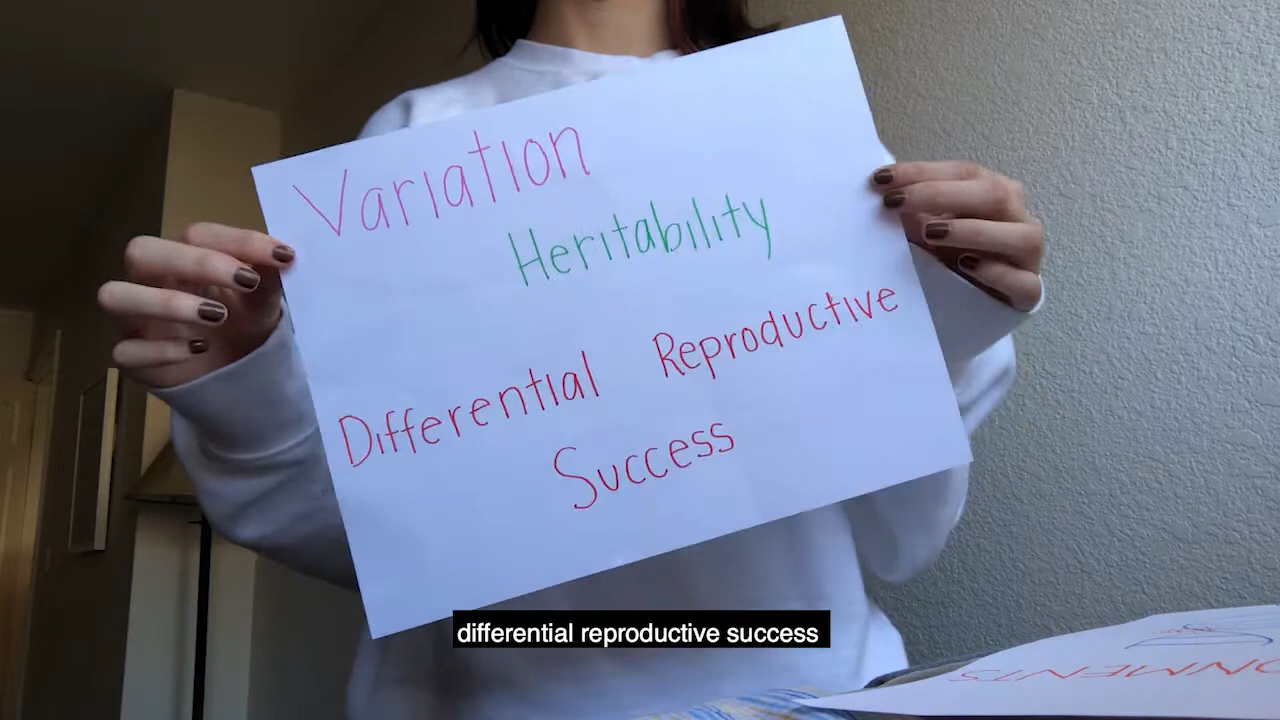 Variation
Heritability
Differential Reproductive
Success
differential reproductive success